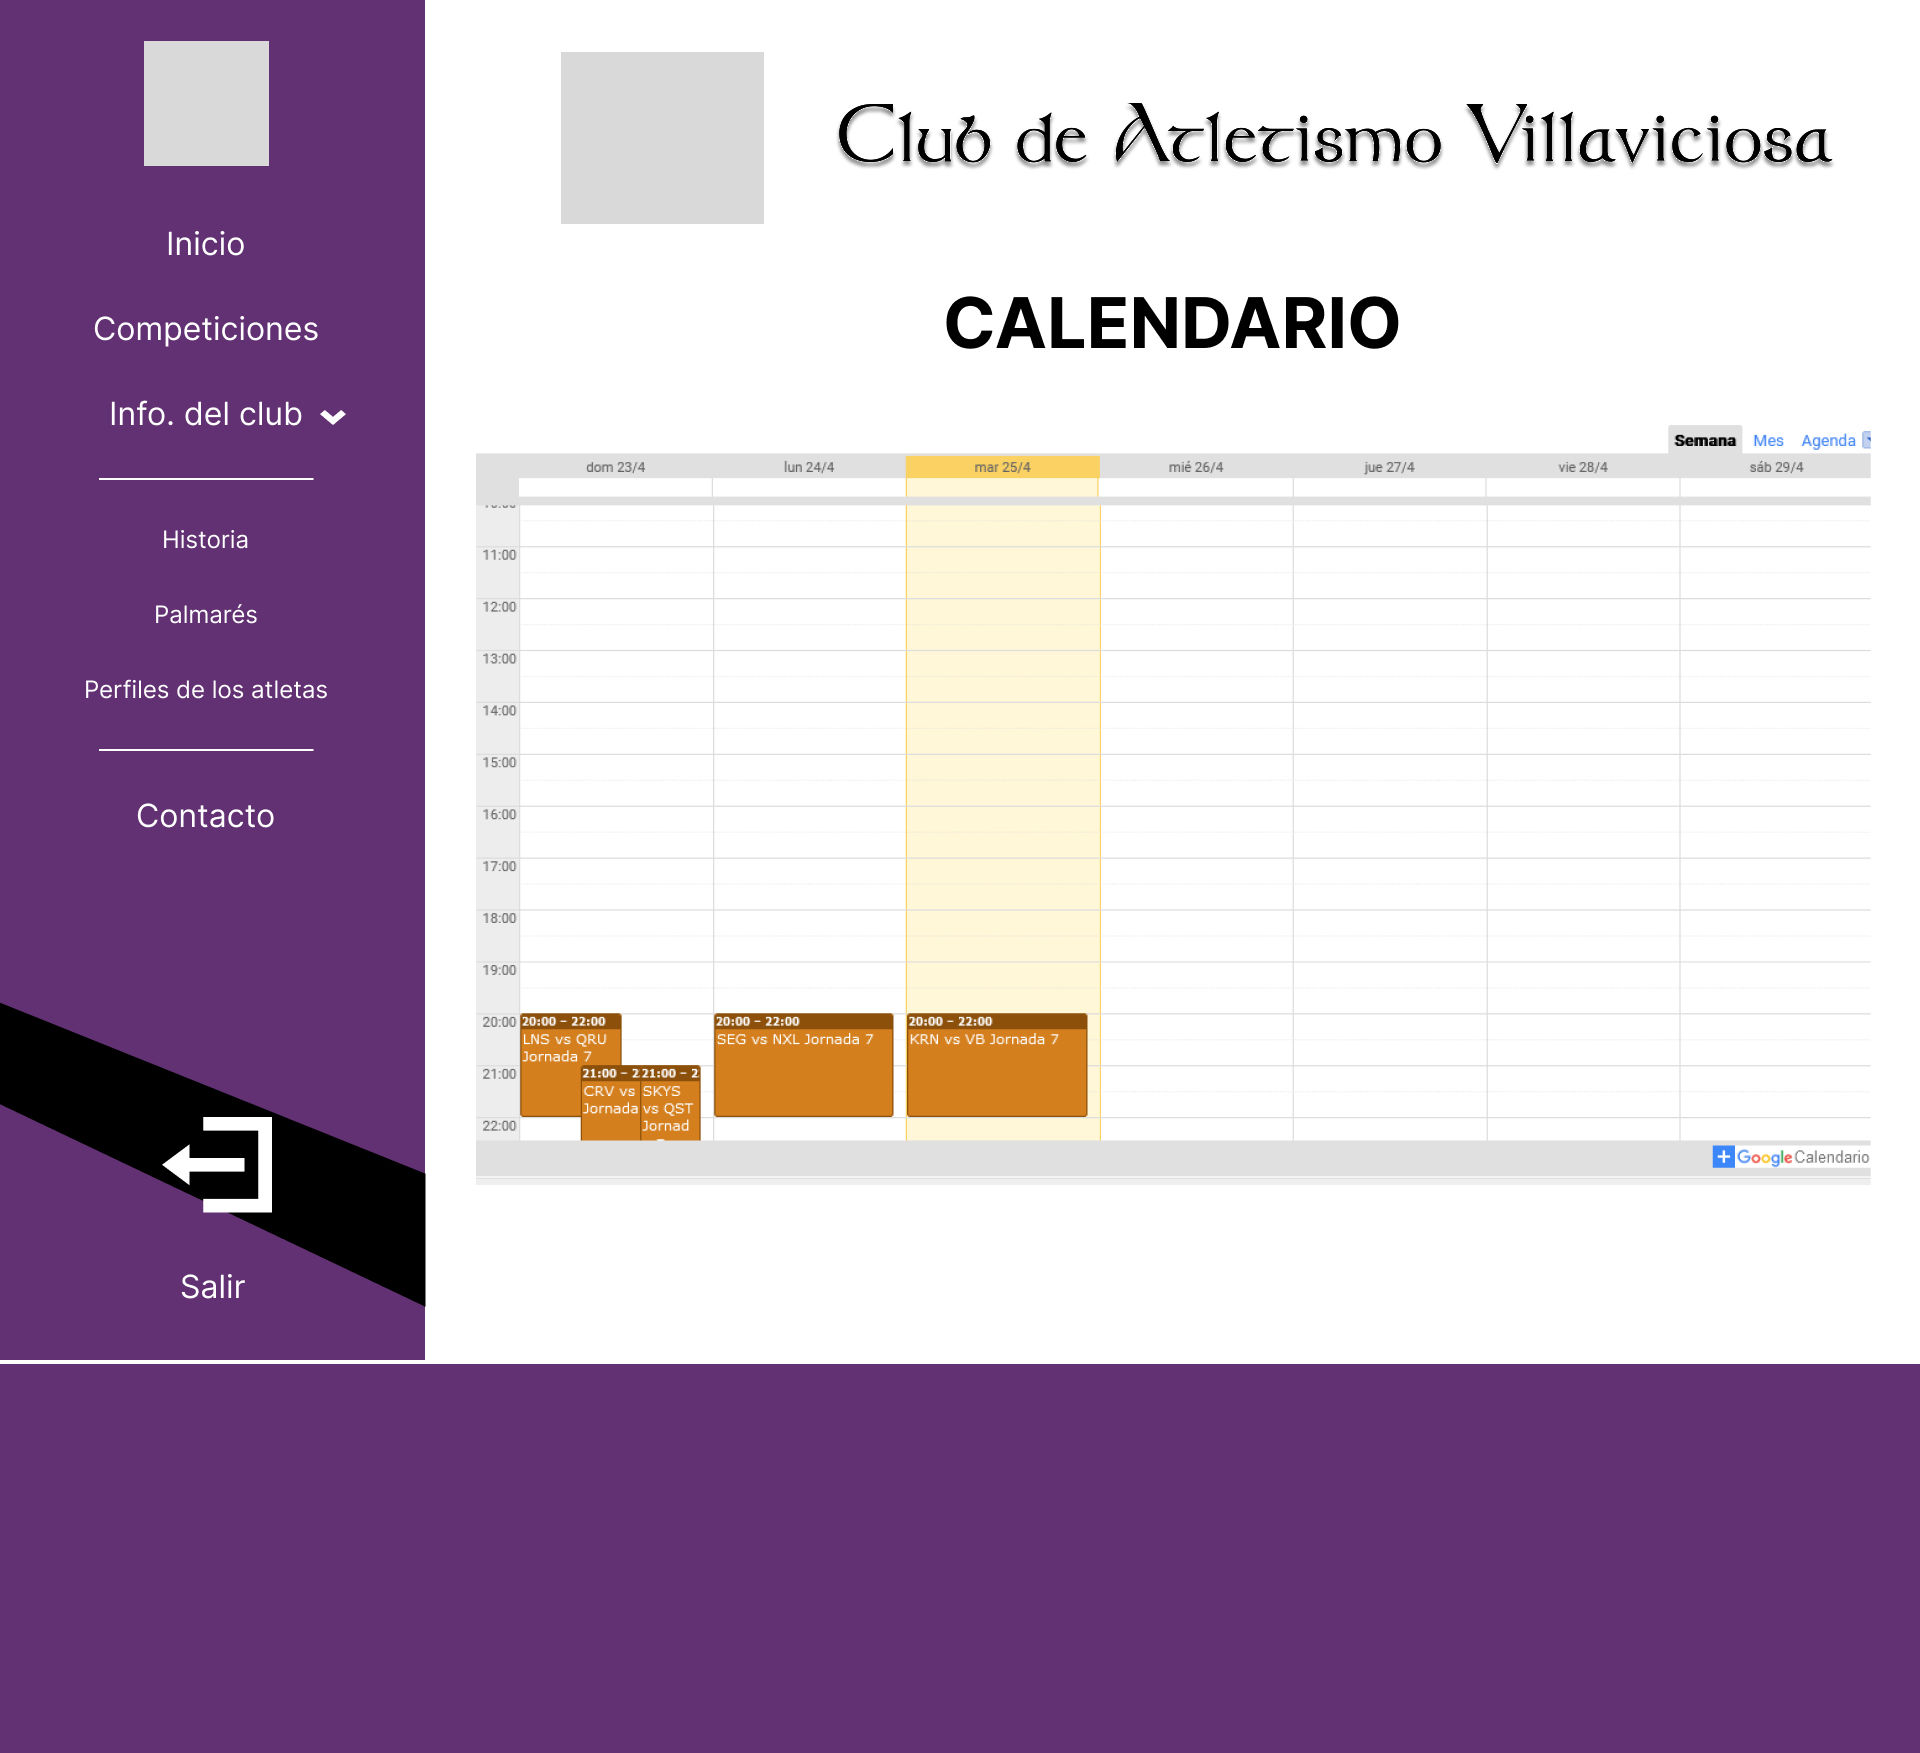 Inicio
Competiciones
Info. del club
Historia
Palmarés
Perfiles de los atletas
Contacto
Salir
Club de Atletismo Villaviciosa
CALENDARIO
Semana Mes Agenda
dom 23/4 lun 24/4 mar 25/4 mié 26/4 jue 27/4 vie 28/4 sáb 29/4
11:00
12:00
13:00
14:00
15:00
16:00
17:00
18:00
19:00
20:00
21:00
22:00
20:00 – 22:00
LNS vs QRU
Jornada 7
21:00 – 2
CRV vs
Jornada
21:00 – 2
SKYS
vs QST
Jornad
20:00 – 22:00
SEG vs NXL Jornada 7
20:00 – 22:00
KRN vs VB Jornada 7
Google Calendario